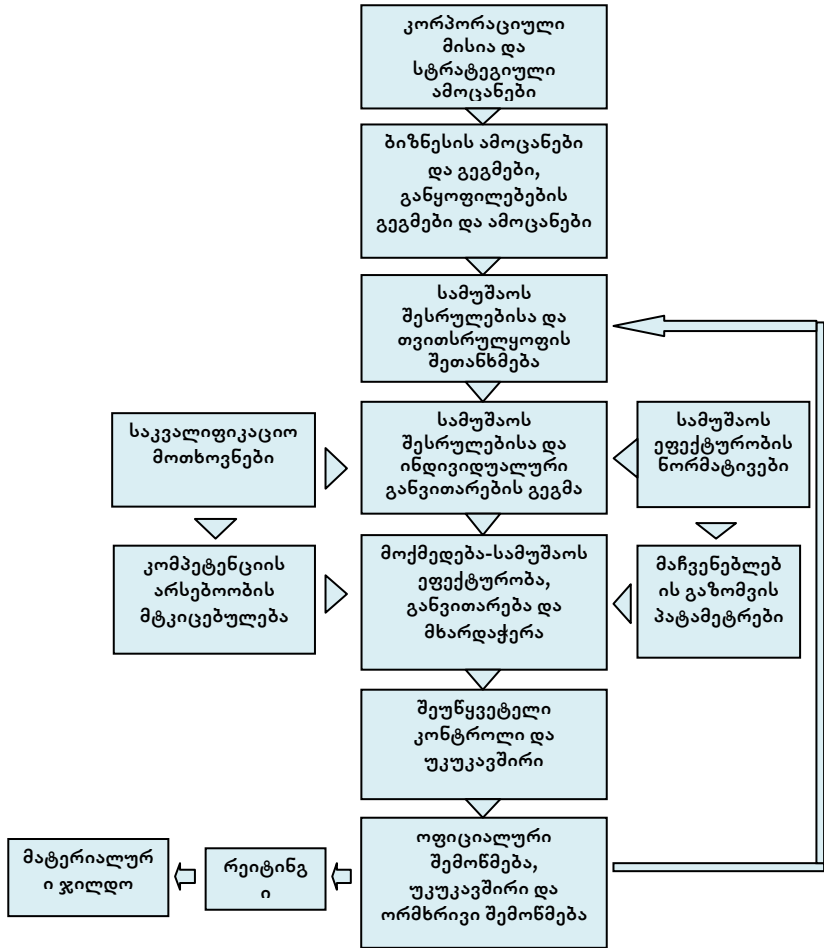 კორპორაციული
მისია და
სტრატეგიული
ამოცანები
ბიზნესის ამოცანები
და გეგმები,
განყოფილებების
გეგმები და ამოცანები
სამუშაოს
შესრულებისა და
თვითსრულყოფის
შეთანხმება
საკვალიფიკაციო
მოთხოვნები
სამუშაოს
შესრულებისა და
ინდივიდუალური
განვითარების გეგმა
სამუშაოს
ეფექტურობის
ნორმატივები
კომპეტენციის
არსებოობის
მტკიცებულება
მოქმედება-სამუშაოს
ეფექტურობა,
განვითარება და
მხარდაჭერა
მაჩვენებლებ
ის გაზომვის
პატამეტრები
შეუწყვეტელი
კონტროლი და
უკუკავშირი
მატერიალურ
ი ჯილდო
რეიტინგ
ი
ოფიციალური
შემოწმება,
უკუკავშირი და
ორმხრივი შემოწმება